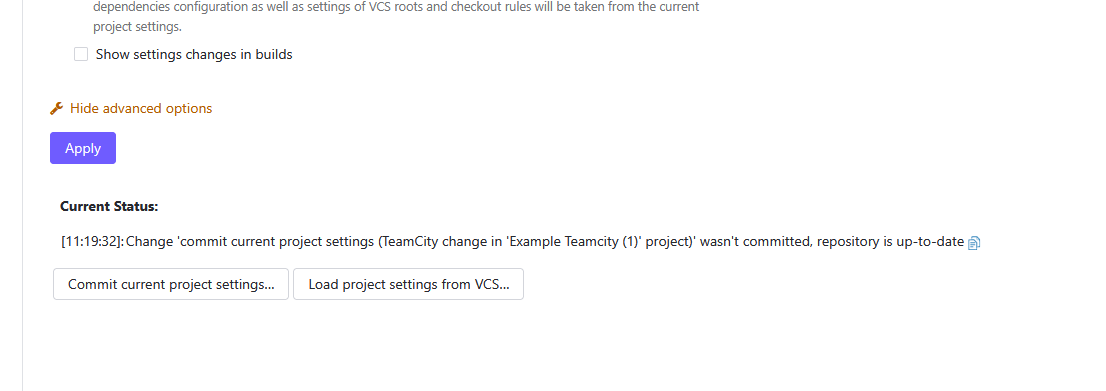 dependencies configuration as well as settings of VCS roots and checkout rules will be taken from the current
project settings.
Show settings changes in builds
Hide advanced options
Apply
Current Status:
[11:19:32]: Change 'commit current project settings (TeamCity change in 'Example Teamcity (1)' project)' wasn't committed, repository is up-to-date
Commit current project settings...
Load project settings from VCS...